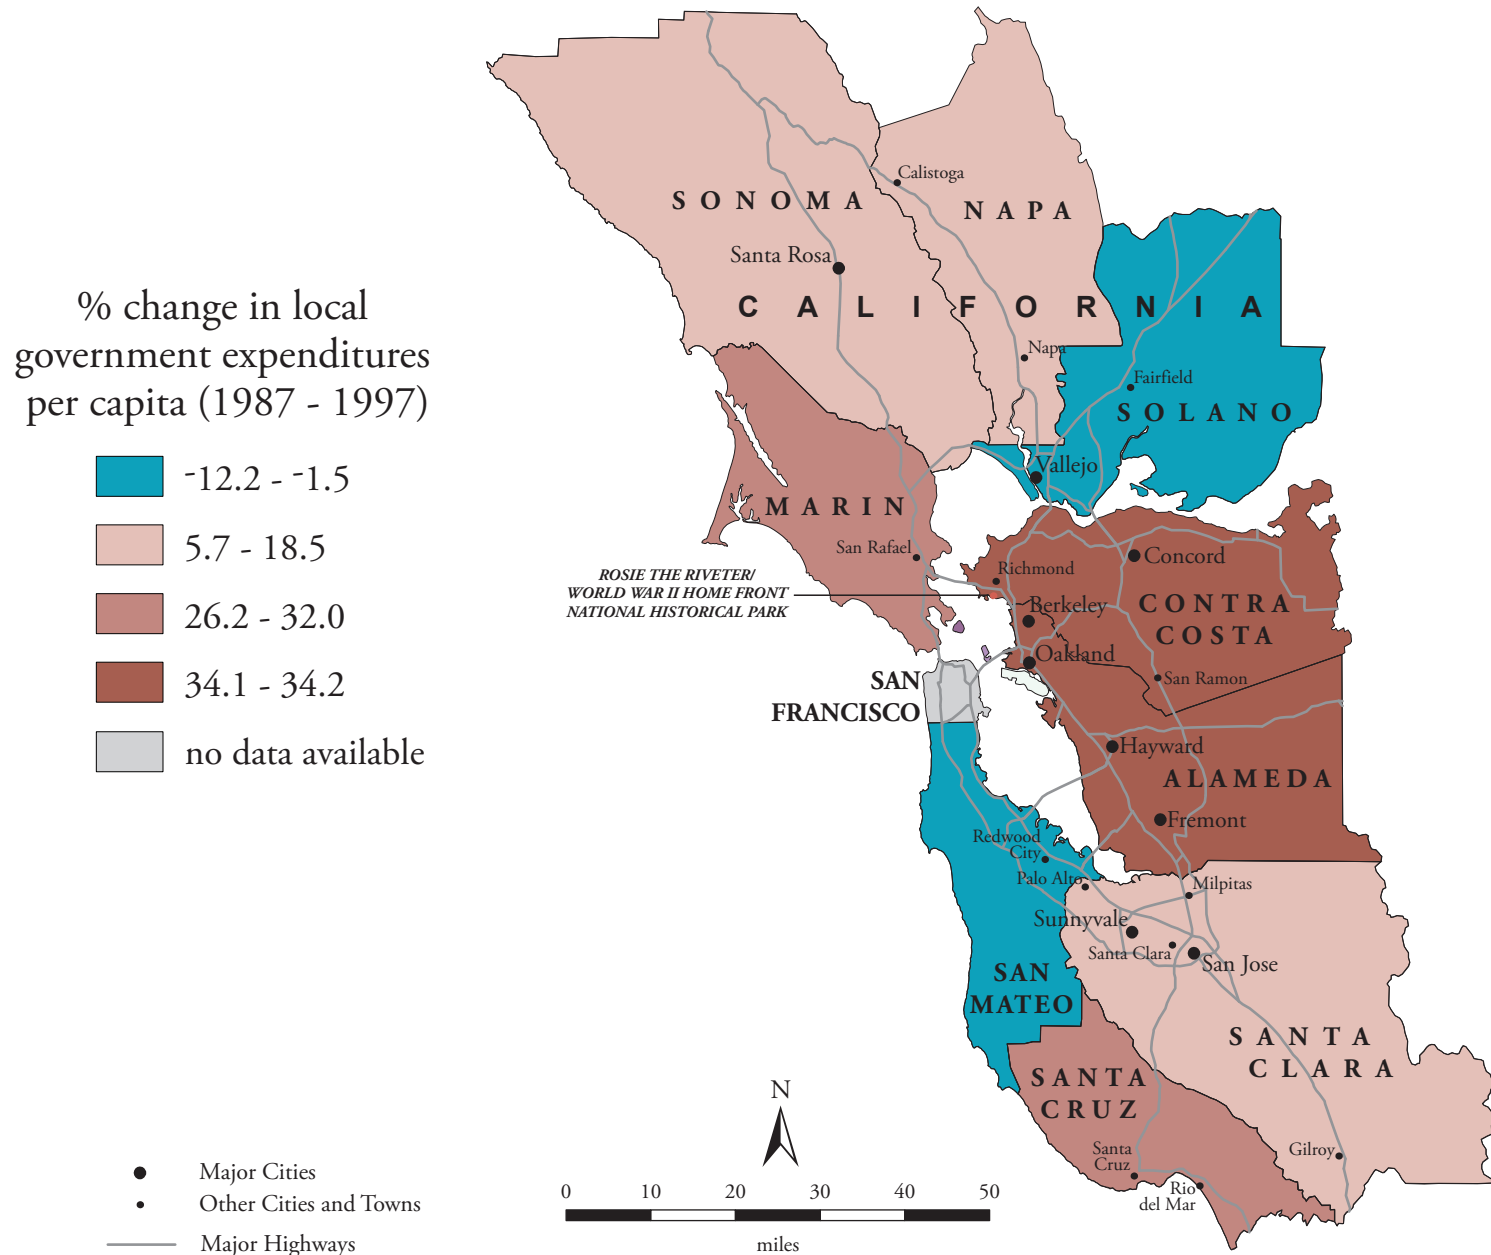 % change in local
government expenditures
per capita (1987 - 1997)
-12.2 - -1.5
5.7 - 18.5
26.2 - 32.0
34.1 - 34.2
no data available
Major Cities
Other Cities and Towns
Major Highways
CALIFORNIA
SONOMA
Santa Rosa
NAPA
Calistoga
Napa
SOLANO
Fairfield
Vallejo
MARIN
San Rafael
ROSIE THE RIVETER/
WORLD WAR II HOME FRONT
NATIONAL HISTORICAL PARK
Richmond
Concord
Berkeley
CONTRA
COSTA
Oakland
San Ramon
SAN
FRANCISCO
Hayward
ALAMEDA
Fremont
Redwood
City
Palo Alto
Milpitas
Sunnyvale
Santa Clara
San Jose
SAN
MATEO
SANTA
CLARA
SANTA
CRUZ
Santa
Cruz
Rio
del Mar
Gilroy
N
0 10 20 30 40 50
miles